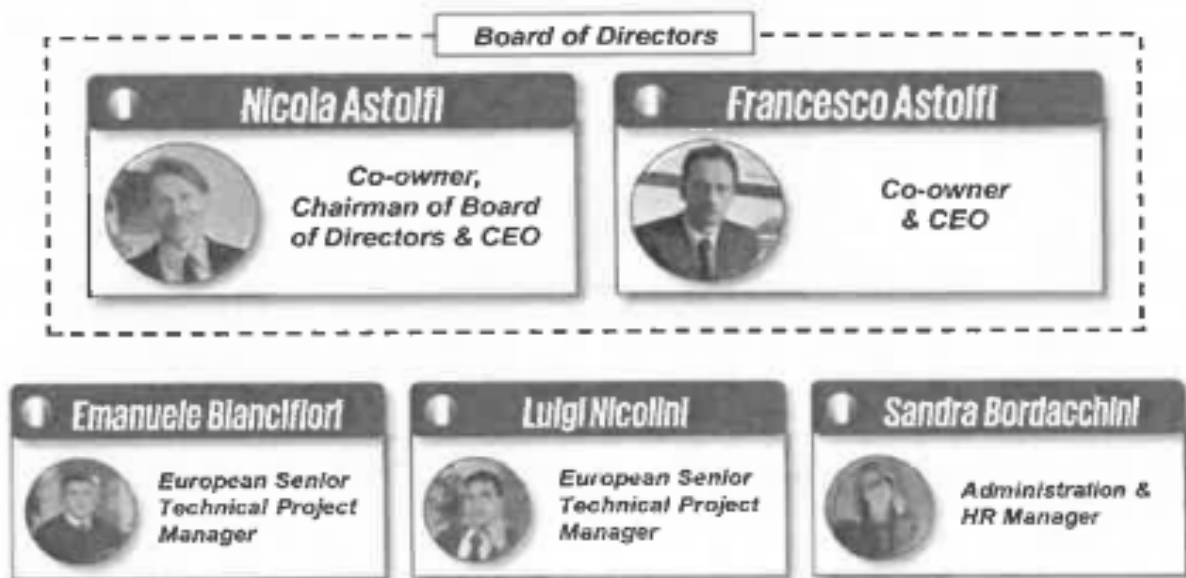 Board of Directors
Nicola Astolfi
Francesco Astolfi
Co-owner,
Chairman of Board
of Directors & CEO
Co-owner
& CEO
Emanuele Biancifiori
Luigi Nicolini
Sandra Bordacchini
European Senior
Technical Project
Manager
European Senior
Technical Project
Manager
Administration &
HR Manager